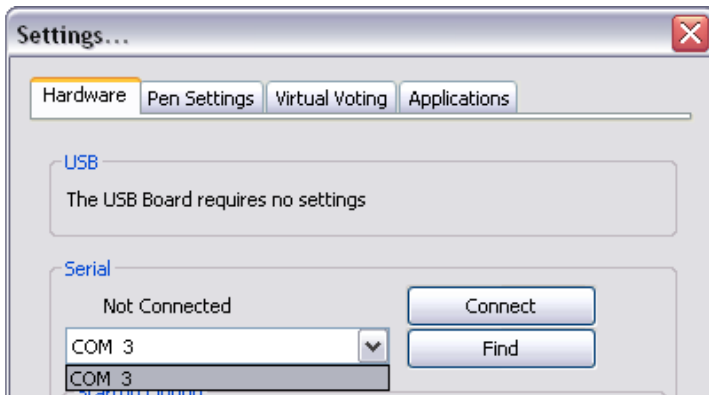 Settings...
Hardware Pen Settings Virtual Voting Applications
USB
The USB Board requires no settings
Serial
Not Connected Connect
COM 3 Find
COM 3